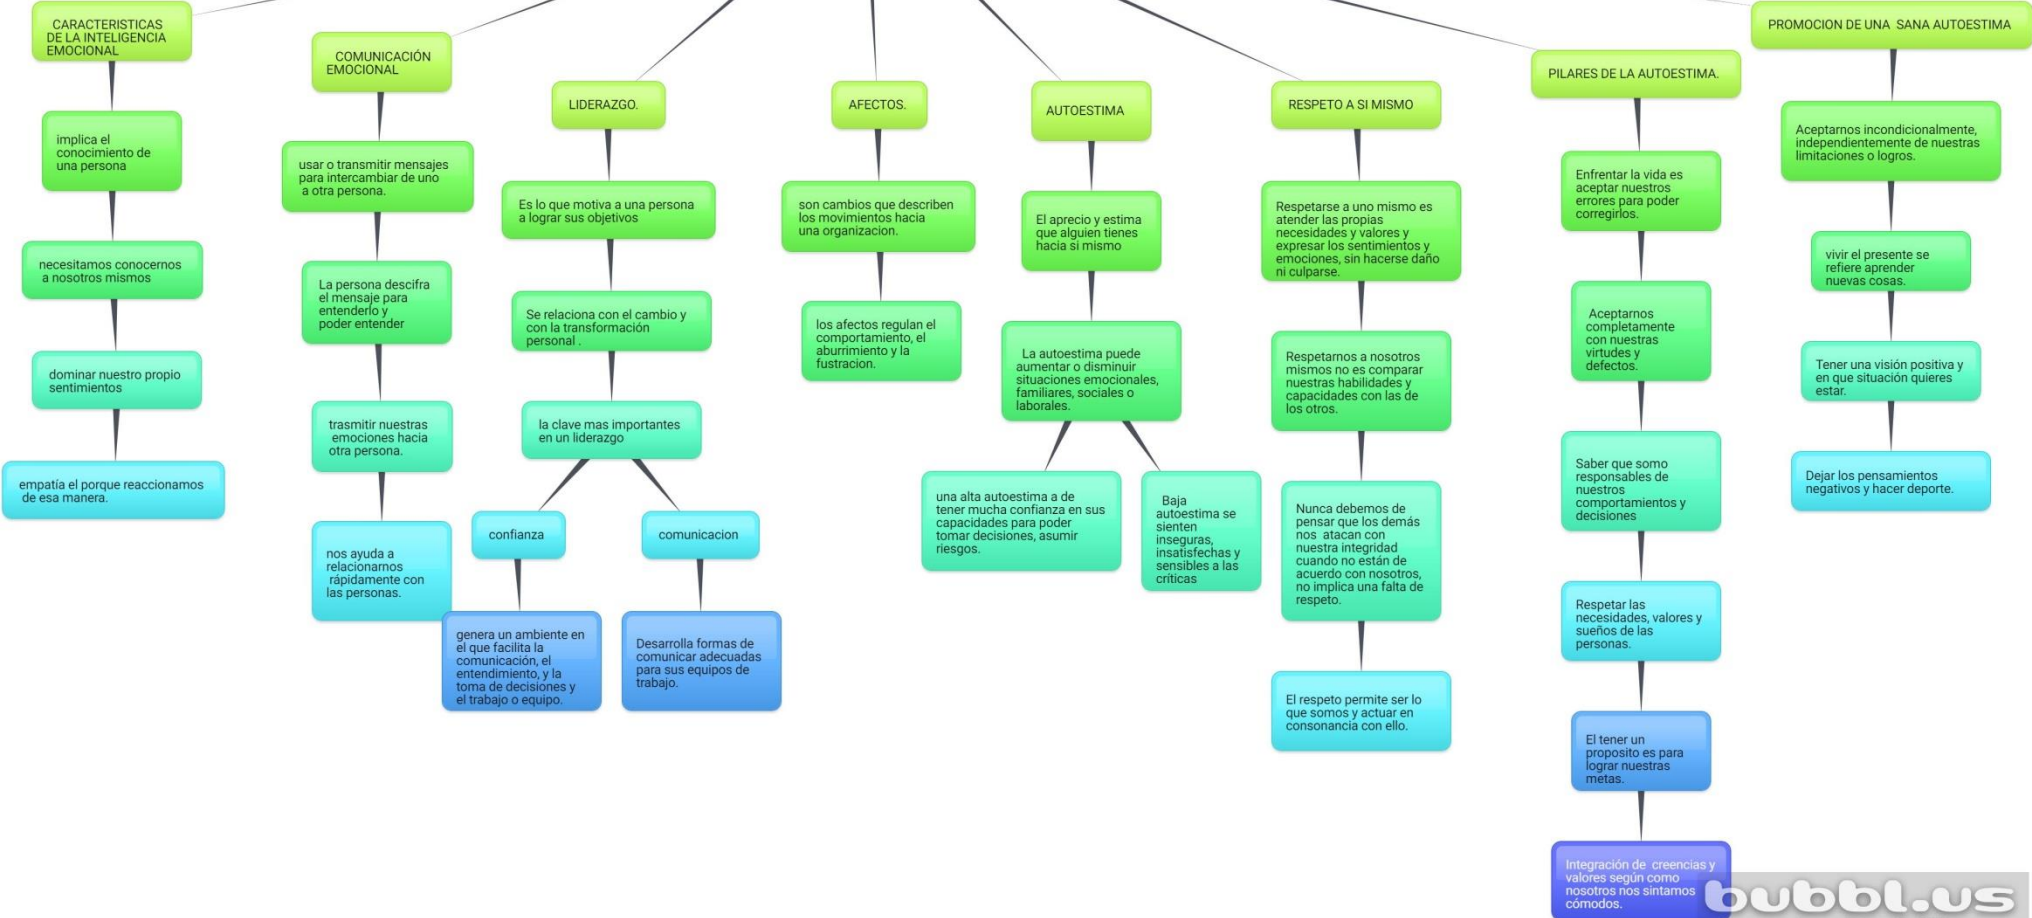 CARACTERISTICAS
DE LA INTELIGENCIA
EMOCIONAL
implica el
conocimiento de
una persona
necesitamos conocernos
a nosotros mismos
dominar nuestro propio
sentimientos
empatía el porque reaccionamos
de esa manera.
COMUNICACIÓN
EMOCIONAL
usar o transmitir mensajes
para intercambiar de uno
a otra persona.
La persona descifra
el mensaje para
entenderlo y
poder entender
trasmitir nuestras
emociones hacia
otra persona.
nos ayuda a
relacionarnos
rápidamente con
las personas.
LIDERAZGO.
Es lo que motiva a una persona
a lograr sus objetivos
Se relaciona con el cambio y
con la transformación
personal .
la clave mas importantes
en un liderazgo
confianza
genera un ambiente en
el que facilita la
comunicación, el
entendimiento, y la
toma de decisiones y
el trabajo o equipo.
comunicacion
Desarrolla formas de
comunicar adecuadas
para sus equipos de
trabajo.
AFECTOS.
son cambios que describen
los movimientos hacia
una organizacion.
los afectos regulan el
comportamiento, el
aburrimiento y la
fustracion.
AUTOESTIMA
El aprecio y estima
que alguien tienes
hacia si mismo
La autoestima puede
aumentar o disminuir
situaciones emocionales,
familiares, sociales o
laborales.
una alta autoestima a de
tener mucha confianza en sus
capacidades para poder
tomar decisiones, asumir
riesgos.
Baja
autoestima se
sienten
inseguras,
insatisfechas y
sensibles a las
críticas
RESPETO A SI MISMO
Respetarse a uno mismo es
atender las propias
necesidades y valores y
expresar los sentimientos y
emociones, sin hacerse daño
ni culparse.
Respetarnos a nosotros
mismos no es comparar
nuestras habilidades y
capacidades con las de
los otros.
Nunca debemos de
pensar que los demás
nos atacan con
nuestra integridad
cuando no están de
acuerdo con nosotros,
no implica una falta de
respeto.
El respeto permite ser lo
que somos y actuar en
consonancia con ello.
PILARES DE LA AUTOESTIMA.
Enfrentar la vida es
aceptar nuestros
errores para poder
corregirlos.
Aceptarnos
completamente
con nuestras
virtudes y
defectos.
Saber que somo
responsables de
nuestros
comportamientos y
decisiones
Respetar las
necesidades, valores y
sueños de las
personas.
El tener un
proposito es para
lograr nuestras
metas.
Integración de creencias y
valores según como
nosotros nos sintamos
cómodos.
PROMOCION DE UNA SANA AUTOESTIMA
Aceptarnos incondicionalmente,
independientemente de nuestras
limitaciones o logros.
vivir el presente se
refiere aprender
nuevas cosas.
Tener una visión positiva y
en que situación quieres
estar.
Dejar los pensamientos
negativos y hacer deporte.
bubbl.us